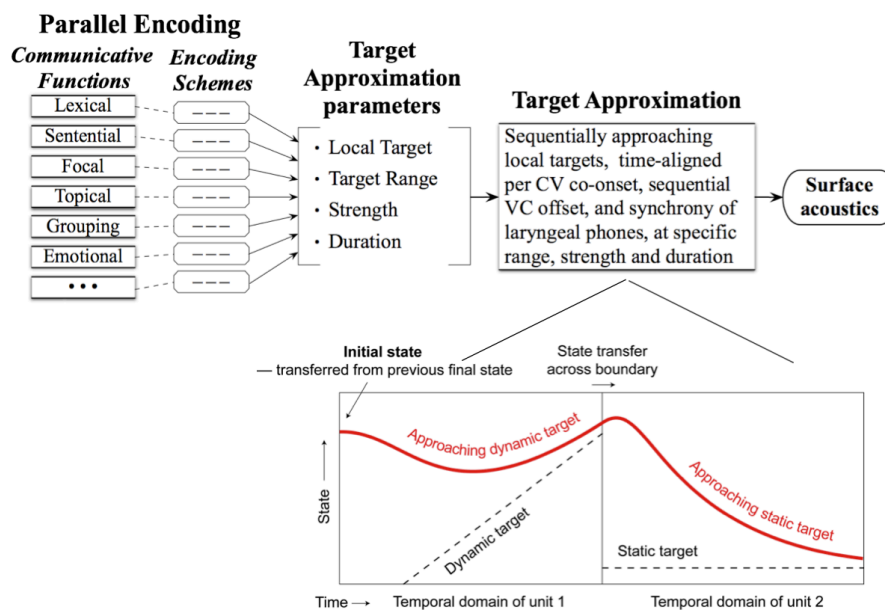 Parallel Encoding
Communicative
Functions
Encoding
Schemes
Lexical
Sentential
Focal
Topical
Grouping
Emotional
• • •
Target
Approximation
parameters
· Local Target
· Target Range
· Strength
· Duration
Target Approximation
Sequentially approaching
local targets, time-aligned
per CV co-onset, sequential
VC offset, and synchrony of
laryngeal phones, at specific
range, strength and duration
Surface
acoustics
Initial state
— transferred from previous final state
State transfer
across boundary
Approaching dynamic target
Dynamic target
Approaching static target
Static target
State
Time
Temporal domain of unit 1
Temporal domain of unit 2